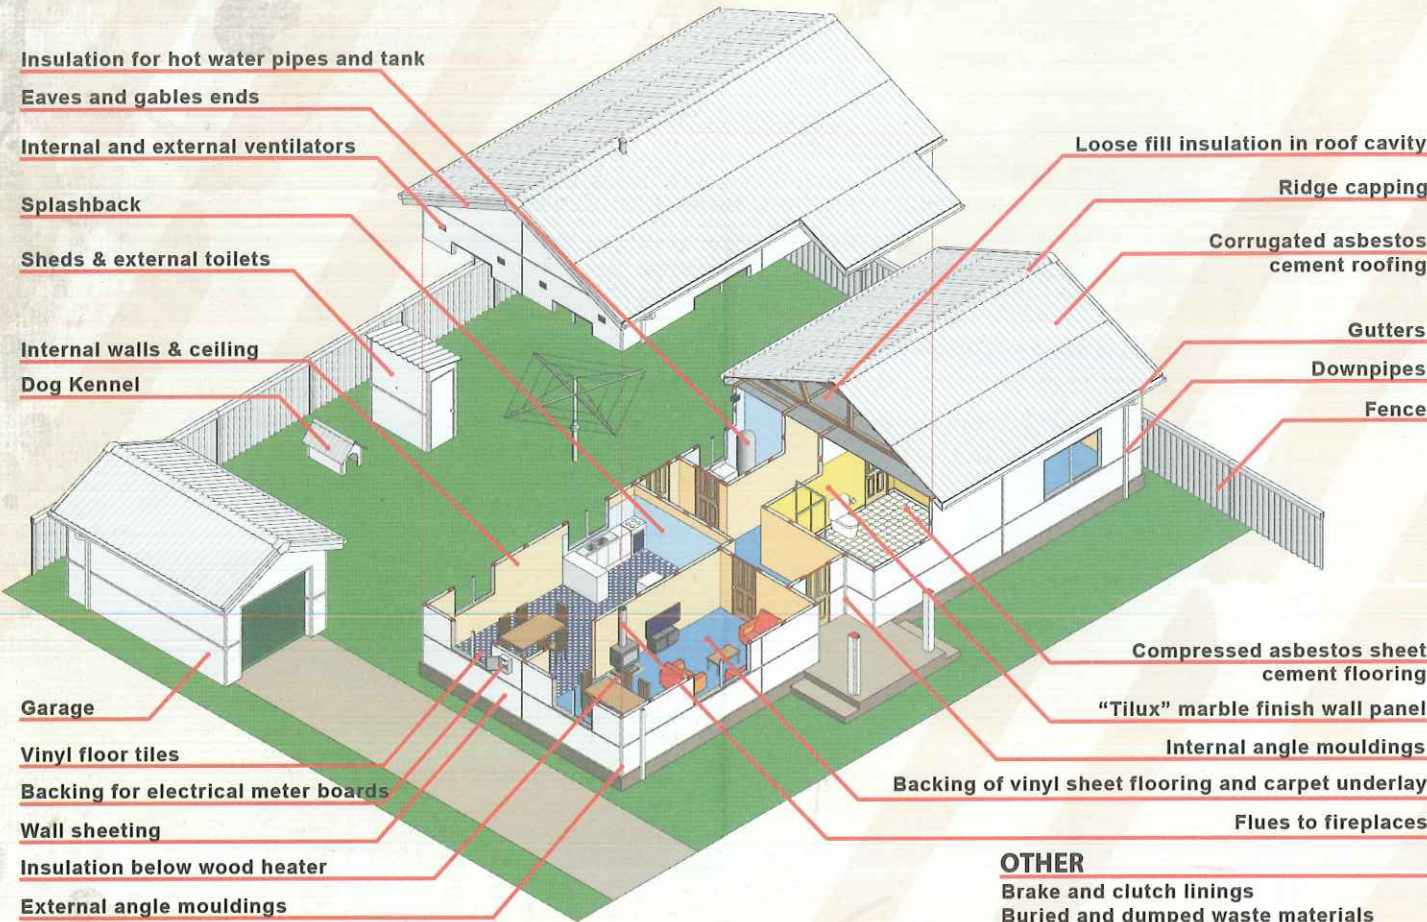 Insulation for hot water pipes and tank
Eaves and gables ends
Internal and external ventilators
Splashback
Sheds & external toilets
Internal walls & ceiling
Dog Kennel
Garage
Vinyl floor tiles
Backing for electrical meter boards
Wall sheeting
Insulation below wood heater
External angle mouldings
Loose fill insulation in roof cavity
Ridge capping
Corrugated asbestos
cement roofing
Gutters
Downpipes
Fence
Compressed asbestos sheet
cement flooring
“Tilux” marble finish wall panel
Internal angle mouldings
Backing of vinyl sheet flooring and carpet underlay
Flues to fireplaces
OTHER
Brake and clutch linings
Buried and dumped waste materials